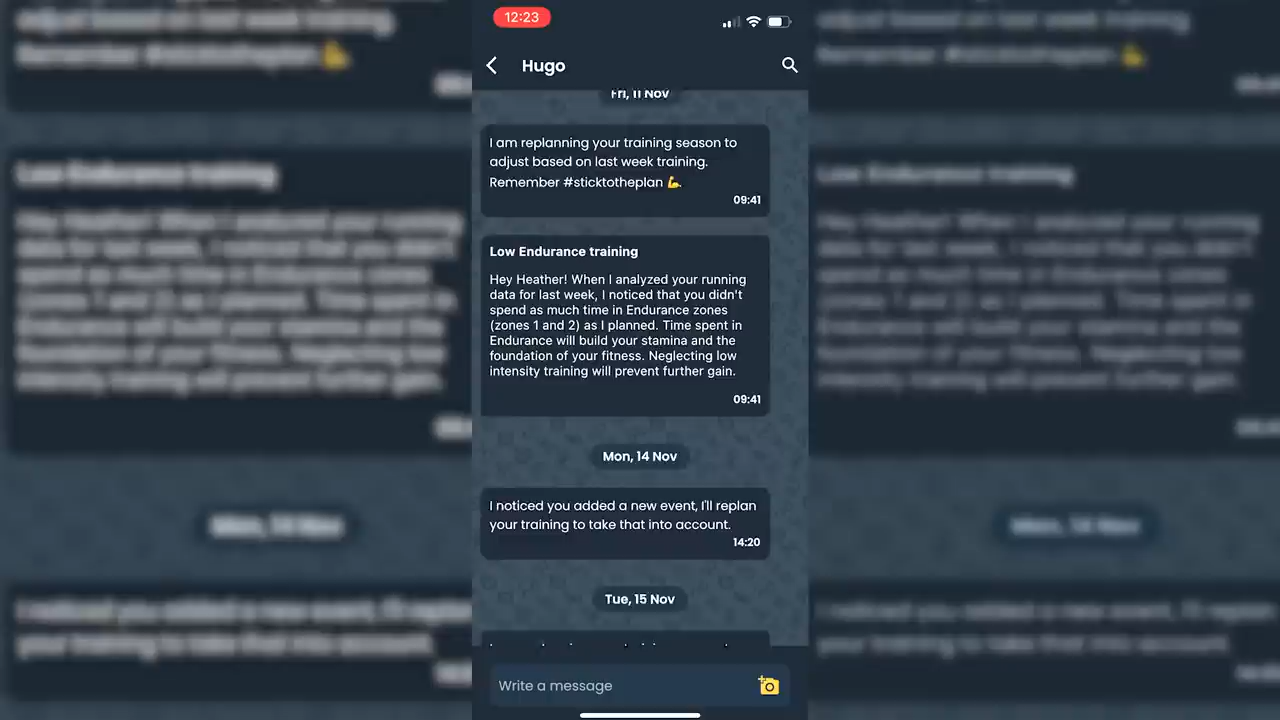 12:23
Hugo
Fri, 11 Nov
I am replanning your training season to
adjust based on last week training.
Remember #sticktotheplan 💪.
09:41
Low Endurance training
Hey Heather! When I analyzed your running
data for last week, I noticed that you didn't
spend as much time in Endurance zones
(zones 1 and 2) as I planned. Time spent in
Endurance will build your stamina and the
foundation of your fitness. Neglecting low
intensity training will prevent further gain.
09:41
Mon, 14 Nov
I noticed you added a new event, I'll replan
your training to take that into account.
14:20
Tue, 15 Nov
Write a message